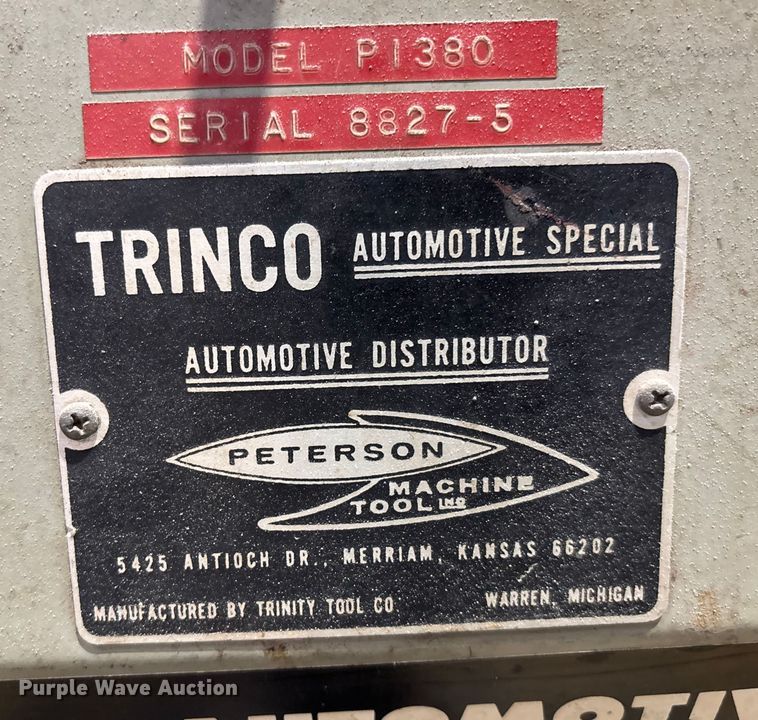 MODEL P1380
SERIAL 8827-5
TRINCO AUTOMOTIVE SPECIAL
AUTOMOTIVE DISTRIBUTOR
PETERSON
MACHINE
TOOL INC
5425 ANTIOCH DR., MERRIAM, KANSAS 66202
MANUFACTURED BY TRINITY TOOL CO WARREN, MICHIGAN
Purple Wave Auction
AUTOMOTIV